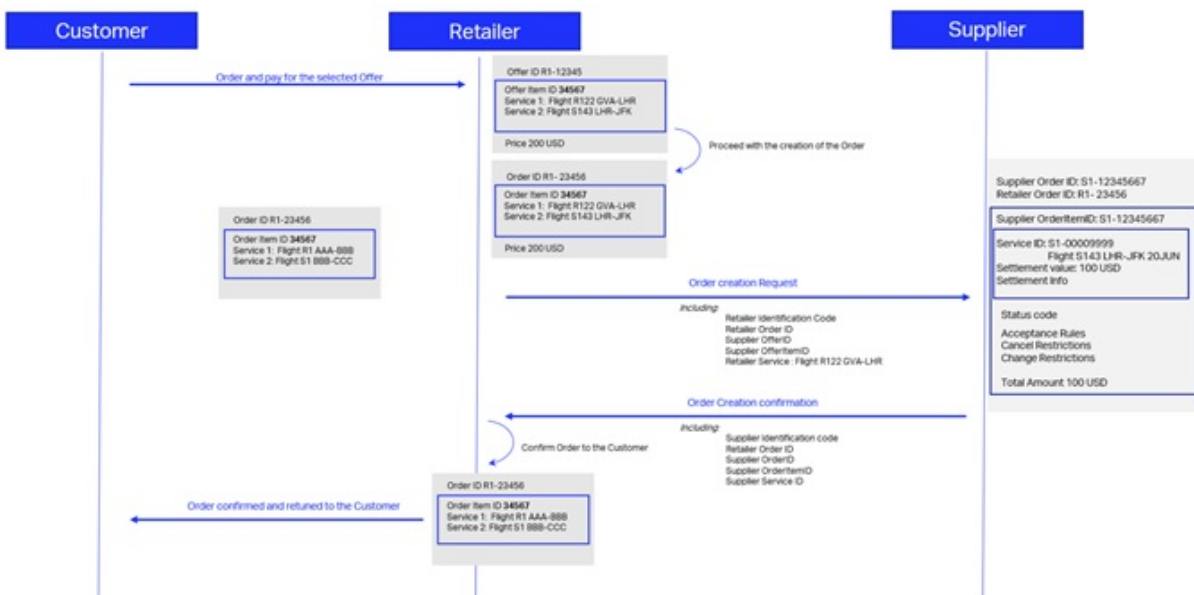 Customer
Retailer
Supplier
Order and pay for the selected Offer
Offer ID R1-12345
Offer Item ID 34567
Service 1: Flight R122 GVA-LHR
Service 2: Flight S143 LHR-JFK
Price 200 USD
Proceed with the creation of the Order
Order ID R1- 23456
Order Item ID 34567
Service 1: Flight R122 GVA-LHR
Service 2: Flight S143 LHR-JFK
Price 200 USD
Order ID R1-23456
Order Item ID 34567
Service 1: Flight R1 AAA-BBB
Service 2: Flight S1 BBB-CCC
Supplier Order ID: S1-12345667
Retailer Order ID: R1- 23456
Supplier OrderItemID: S1-12345667
Service ID: S1-00009999
Flight S143 LHR-JFK 20JUN
Settlement value: 100 USD
Settlement Info
Status code
Acceptance Rules
Cancel Restrictions
Change Restrictions
Total Amount 100 USD
Order creation Request
Including:
Retailer Identification Code
Retailer Order ID
Supplier OfferID
Supplier OfferItemID
Retailer Service : Flight R122 GVA-LHR
Order Creation confirmation
Including:
Supplier Identification code
Retailer Order ID
Supplier OrderID
Supplier OrderItemID
Supplier Service ID
Confirm Order to the Customer
Order ID R1-23456
Order Item ID 34567
Service 1: Flight R1 AAA-BBB
Service 2: Flight S1 BBB-CCC
Order confirmed and retuned to the Customer